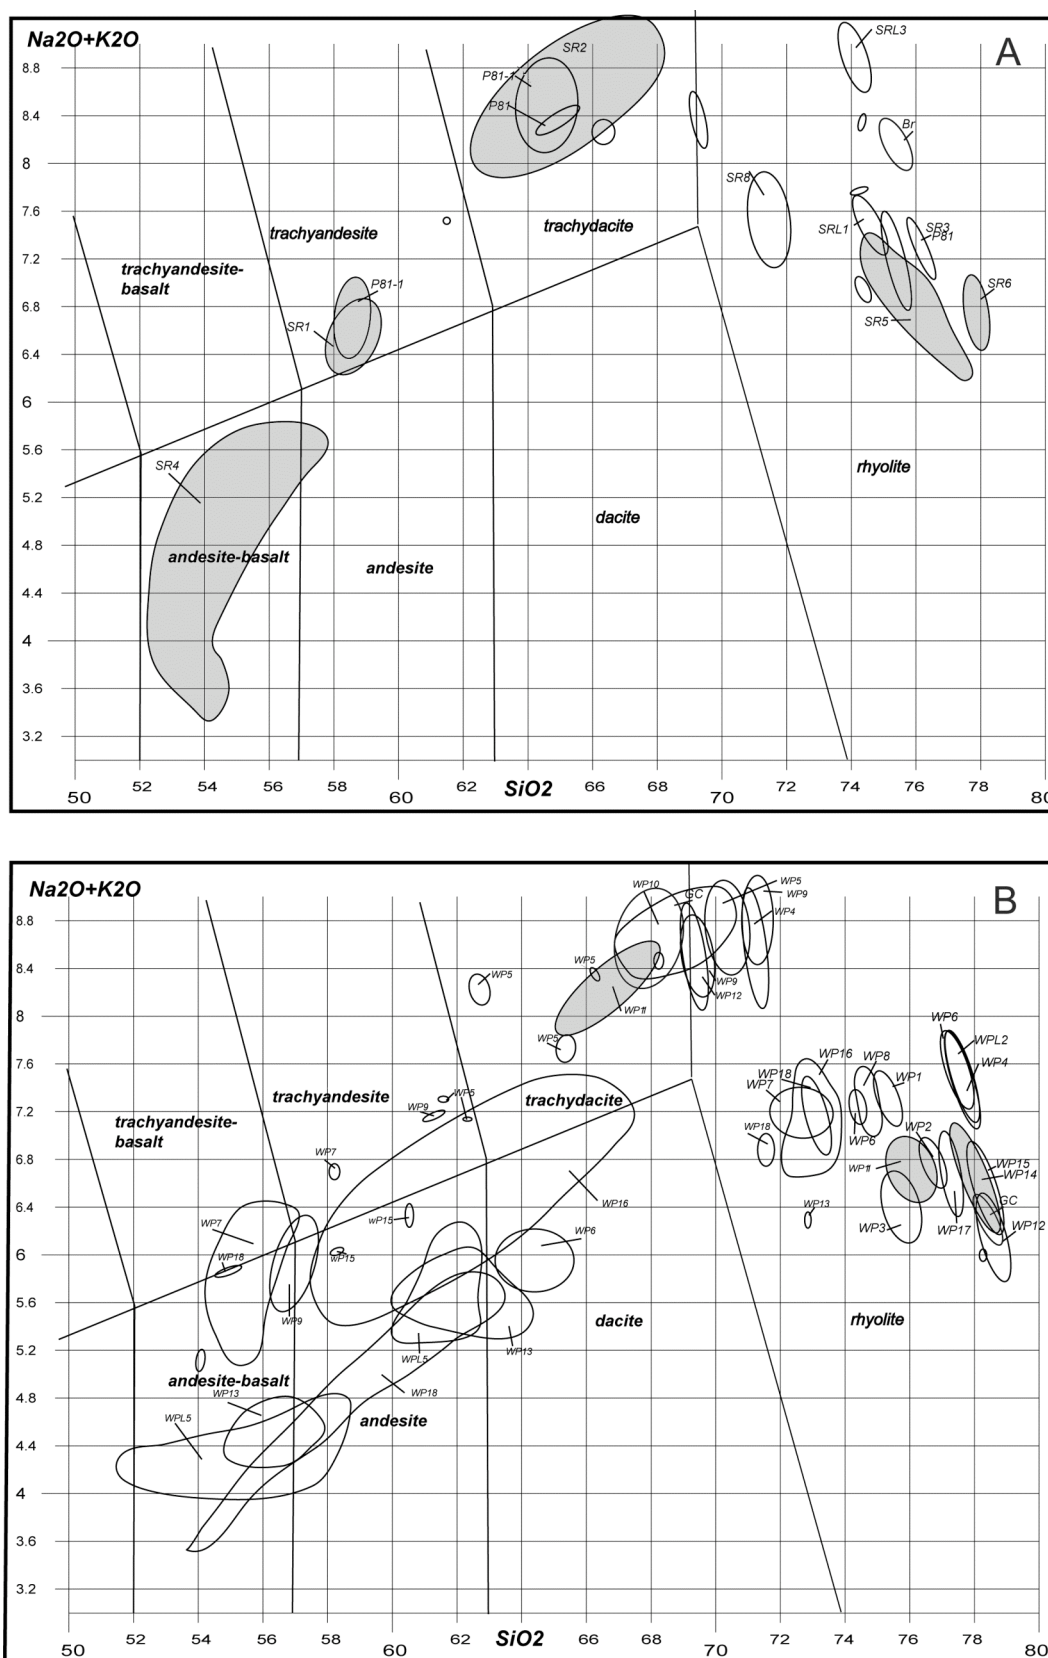 Na2O+K2O
A
8.8
8.4
8
7.6
7.2
6.8
6.4
6
5.6
5.2
4.8
4.4
4
3.6
3.2
SRL3
SR2
P81-1
P81
Br
SR8
trachyandesite
trachydacite
SRL1
SR3
P81
trachyandesite-
basalt
P81-1
SR6
SR1
SR5
SR4
rhyolite
dacite
andesite-basalt
andesite
50 52 54 56 60 62 SiO2 66 68 70 72 74 76 78 80
Na2O+K2O
B
8.8
8.4
8
7.6
7.2
6.8
6.4
6
5.6
5.2
4.8
4.4
4
3.6
3.2
WP10
GC
WP5
WP9
WP4
WP5
WP5
WP9
WP12
WP11
WP5
WP6
WPL2
WP4
WP16
WP8
WP18
WP7
WP1
trachyandesite
WP5
WP9
trachydacite
trachyandesite-
basalt
WP18
WP6
WP2
WP7
WP11
WP15
WP14
WP16
WP13
GC
WP15
WP7
WP3
WP17
WP12
WP6
WP18
wP15
WP9
rhyolite
dacite
WP13
WPL5
andesite-basalt
WP13
WP18
WPL5
andesite
50 52 54 56 60 62 SiO2 66 68 70 72 74 76 78 80